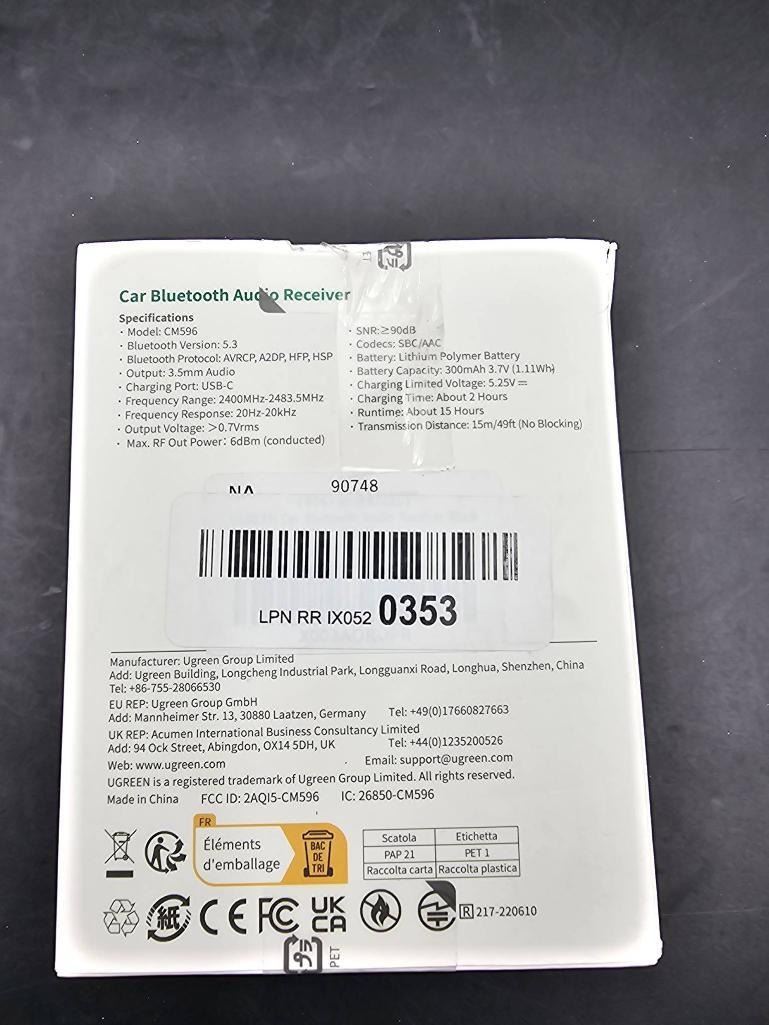 Car Bluetooth Audio Receiver
Specifications
· Model: CM596
· Bluetooth Version: 5.3
· Bluetooth Protocol: AVRCP, A2DP, HFP, HSP
· Output: 3.5mm Audio
· Charging Port: USB-C
· Frequency Range: 2400MHz-2483.5MHz
· Frequency Response: 20Hz-20kHz
· Output Voltage: >0.7Vrms
· Max. RF Out Power: 6dBm (conducted)
· SNR:≥90dB
· Codecs: SBC/AAC
· Battery: Lithium Polymer Battery
· Battery Capacity: 300mAh 3.7V (1.11Wh)
· Charging Limited Voltage: 5.25V⎓
· Charging Time: About 2 Hours
· Runtime: About 15 Hours
· Transmission Distance: 15m/49ft (No Blocking)
90748
LPN RR IX052 0353
Manufacturer: Ugreen Group Limited
Add: Ugreen Building, Longcheng Industrial Park, Longguanxi Road, Longhua, Shenzhen, China
Tel: +86-755-28066530
EU REP: Ugreen Group GmbH
Add: Mannheimer Str. 13, 30880 Laatzen, Germany Tel: +49(0)17660827663
UK REP: Acumen International Business Consultancy Limited
Add: 94 Ock Street, Abingdon, OX14 5DH, UK Tel: +44(0)1235200526
Web: www.ugreen.com Email: support@ugreen.com
UGREEN is a registered trademark of Ugreen Group Limited. All rights reserved.
Made in China FCC ID: 2AQI5-CM596 IC: 26850-CM596
FR
Éléments
d'emballage
BAC
DE
TRI
Scatola Etichetta
PAP 21 PET 1
Raccolta carta Raccolta plastica
紙 CE FC UK
CA
R 217-220610
PET